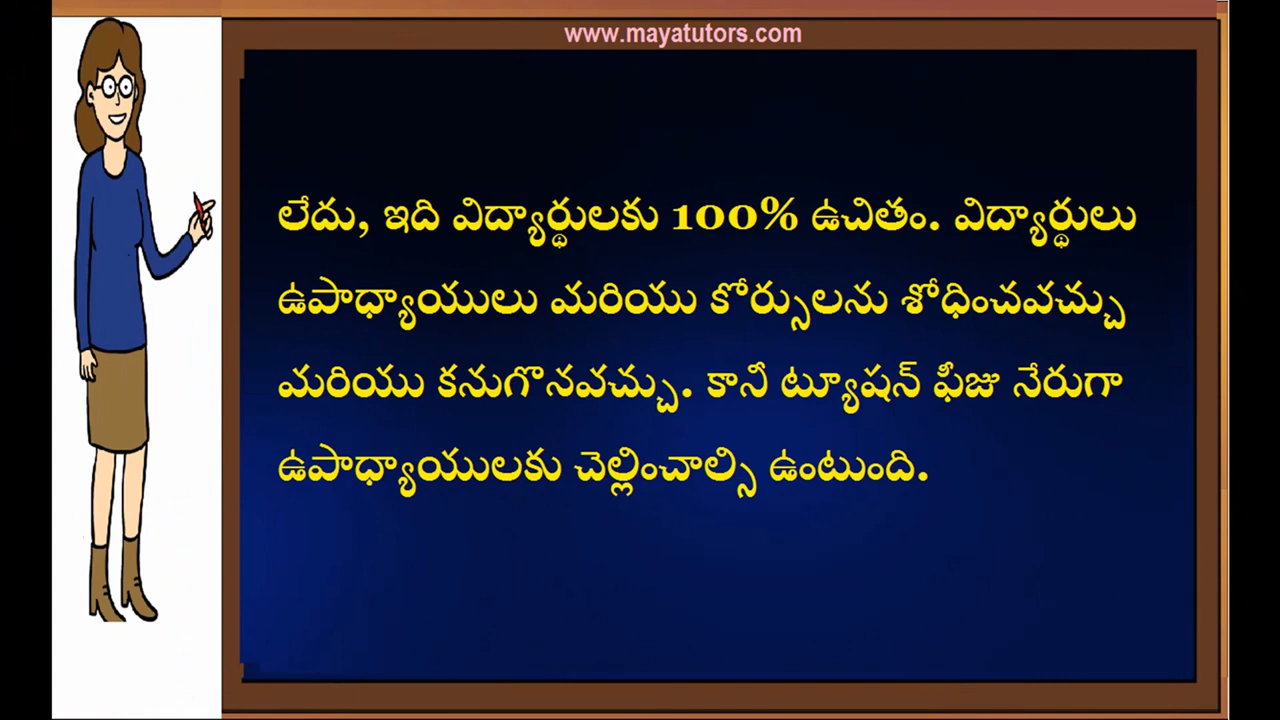 www.mayatutors.com
లేదు, ఇది విద్యార్థులకు 100% ఉచితం. విద్యార్థులు
ఉపాధ్యాయులు మరియు కోర్సులను శోధించవచ్చు
మరియు కనుగొనవచ్చు. కానీ ట్యూషన్ ఫీజు నేరుగా
ఉపాధ్యాయులకు చెల్లించాల్సి ఉంటుంది.